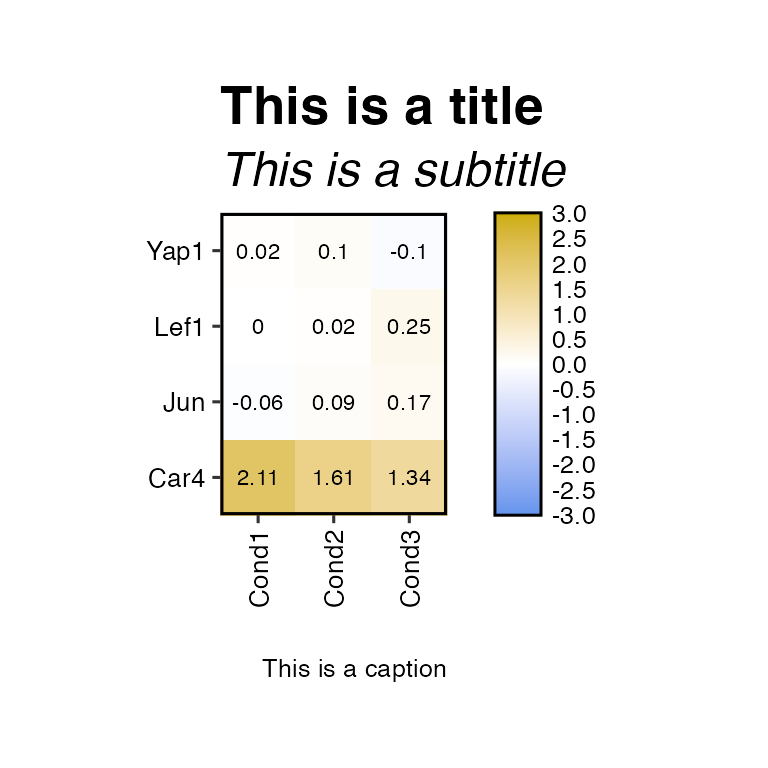 This is a title
This is a subtitle
Yap1 0.02 0.1 -0.1
Lef1 0 0.02 0.25
Jun -0.06 0.09 0.17
Car4 2.11 1.61 1.34
Cond1 Cond2 Cond3
3.0
2.5
2.0
1.5
1.0
0.5
0.0
-0.5
-1.0
-1.5
-2.0
-2.5
-3.0
This is a caption